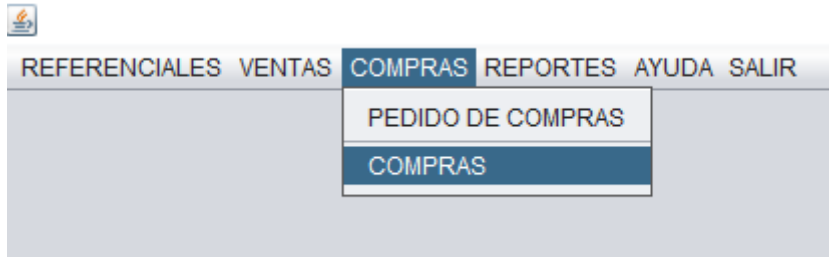 REFERENCIALES VENTAS COMPRAS REPORTES AYUDA SALIR
PEDIDO DE COMPRAS
COMPRAS